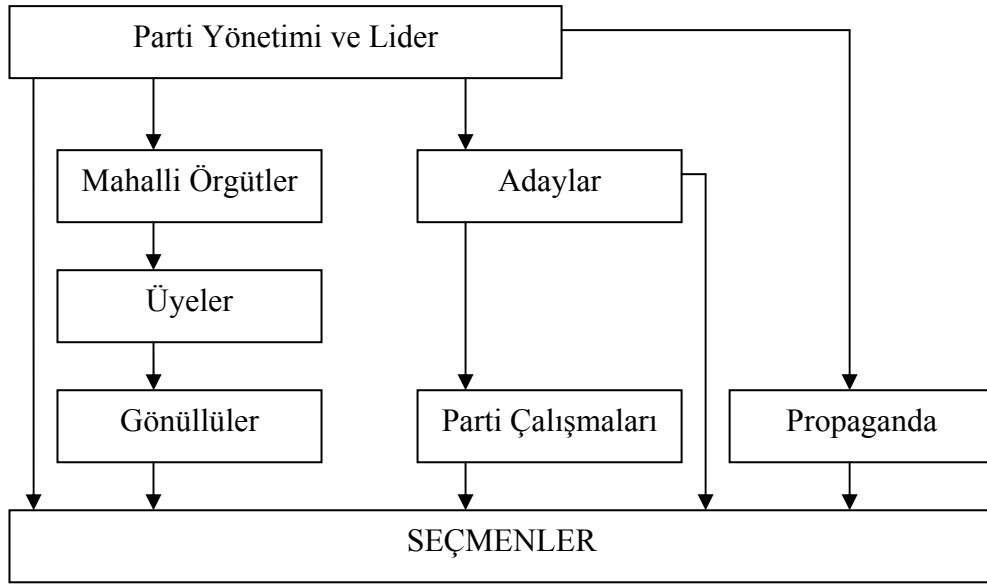 Parti Yönetimi ve Lider
Mahalli Örgütler
Adaylar
Üyeler
Gönüllüler
Parti Çalışmaları
Propaganda
SEÇMENLER